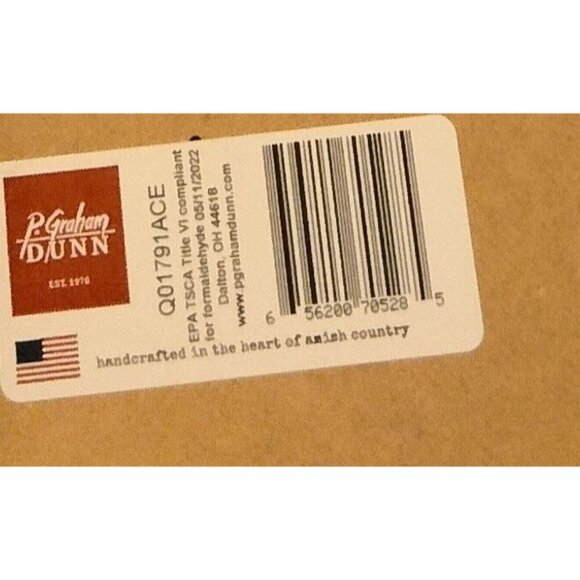 P. Graham
DUNN
EST. 1976
Q01791ACE
EPA TSCA Title VI compliant
for formaldehyde 05/11/2022
Dalton, OH 44618
www.pgrahamdunn.com
6 56200 70528 5
handcrafted in the heart of amish country